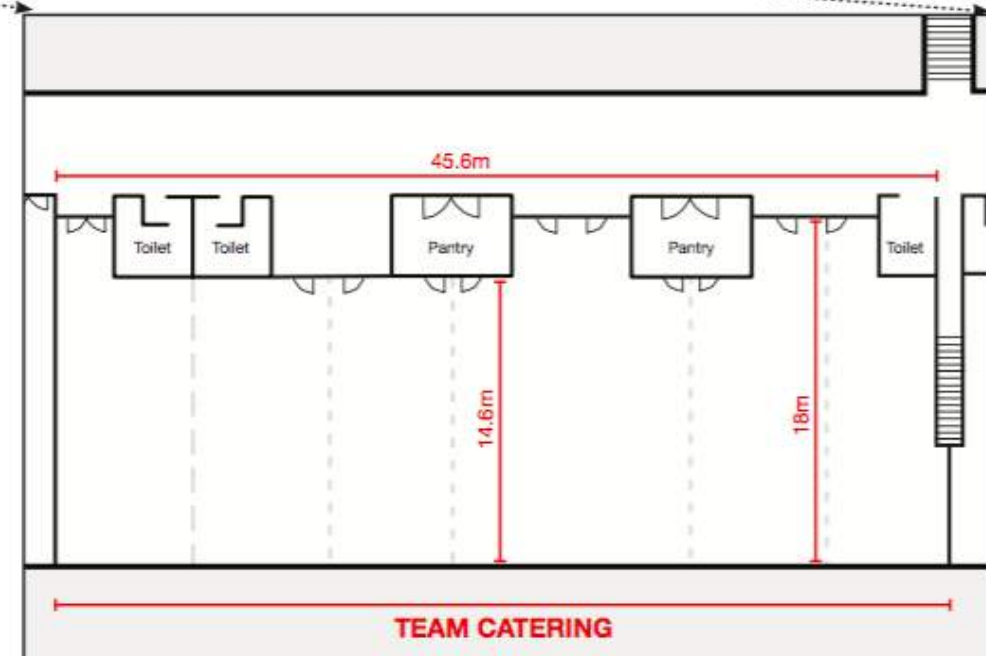 45.6m
Toilet
Toilet
Pantry
Pantry
Toilet
14.6m
18m
TEAM CATERING